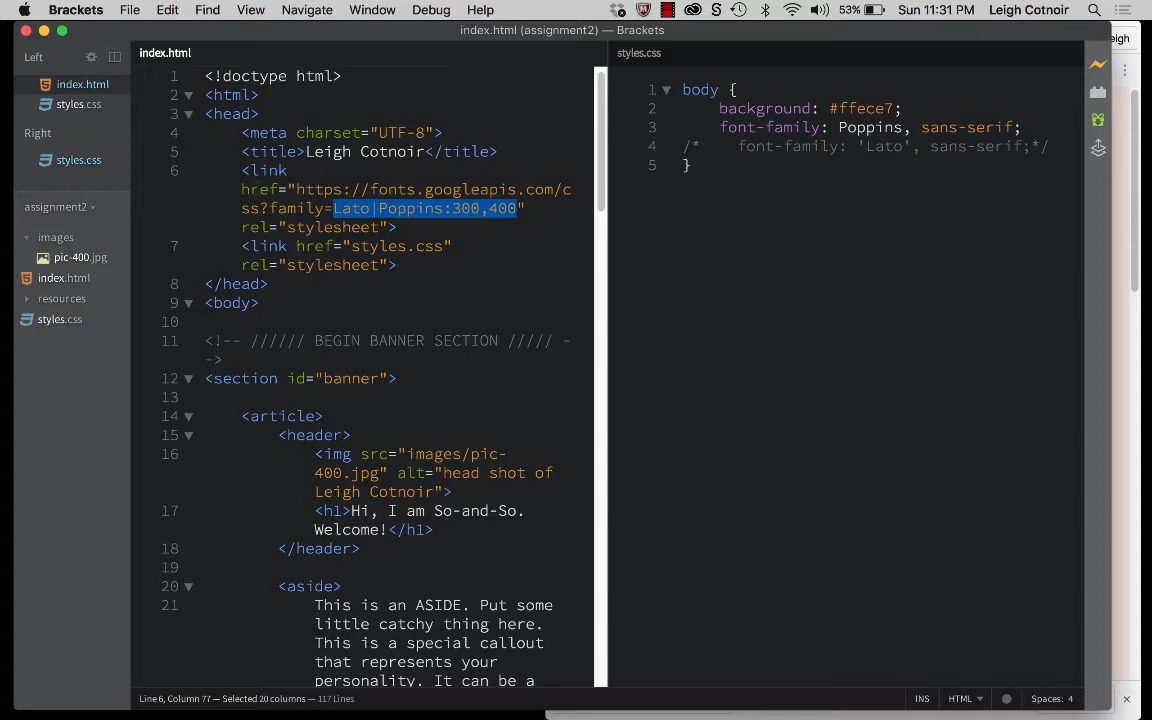 Brackets File Edit Find View Navigate Window Debug Help 53% Sun 11:31 PM Leigh Cotnoir
index.html (assignment2) — Brackets
eigh
Left
index.html
styles.css
Right
styles.css
assignment2
images
pic-400.jpg
index.html
resources
styles.css
index.html
1 <!doctype html>
2 <html>
3 <head>
4 <meta charset="UTF-8">
5 <title>Leigh Cotnoir</title>
6 <link
href="https://fonts.googleapis.com/c
ss?family=Lato|Poppins:300,400"
rel="stylesheet">
7 <link href="styles.css"
rel="stylesheet">
8 </head>
9 <body>
10
11 <!-- ////// BEGIN BANNER SECTION ///// -
->
12 <section id="banner">
13
14 <article>
15 <header>
16 <img src="images/pic-
400.jpg" alt="head shot of
Leigh Cotnoir">
17 <h1>Hi, I am So-and-So.
Welcome!</h1>
18 </header>
19
20 <aside>
21 This is an ASIDE. Put some
little catchy thing here.
This is a special callout
that represents your
personality. It can be a
styles.css
1 body {
2 background: #ffece7;
3 font-family: Poppins, sans-serif;
4 /* font-family: 'Lato', sans-serif;*/
5 }
Line 6, Column 77 — Selected 20 columns — 117 Lines
INS HTML Spaces: 4